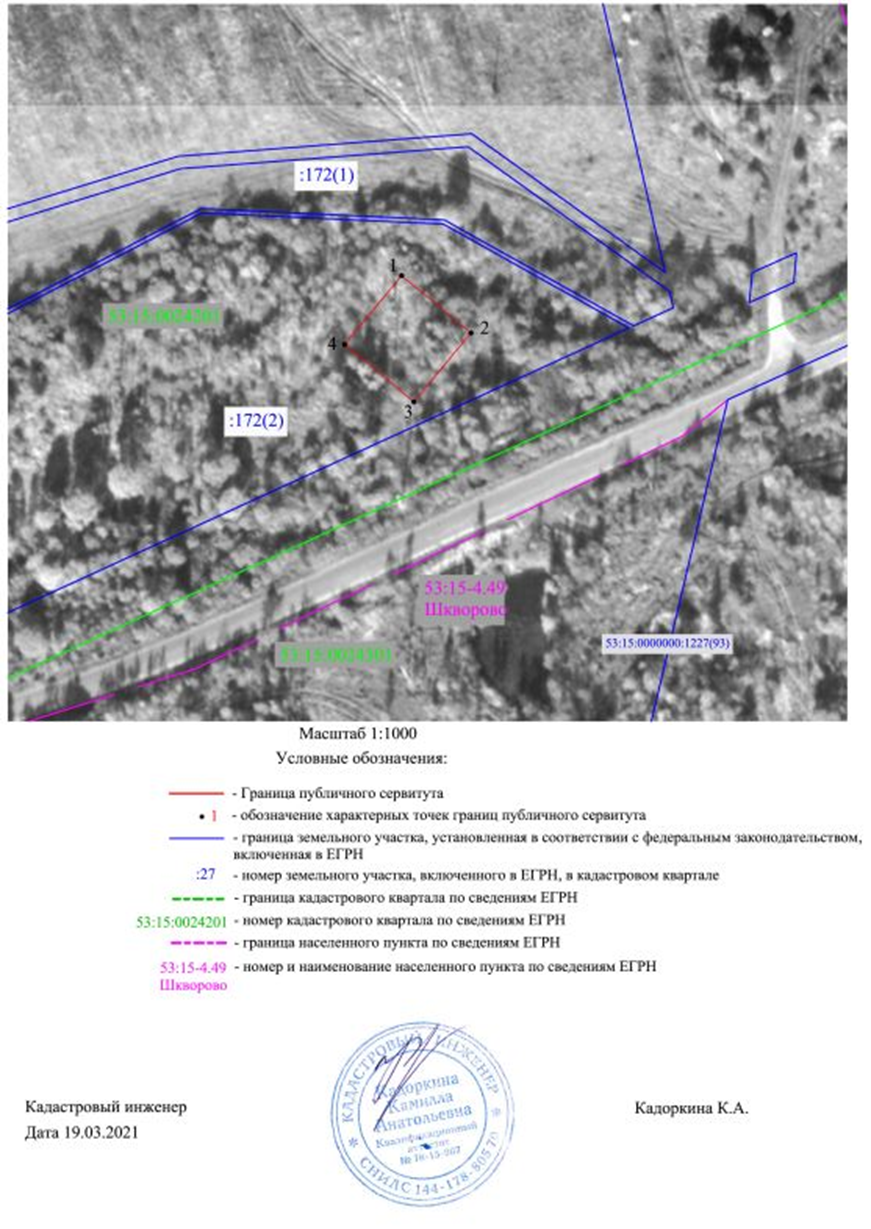 :172(1)
1
53:15:0024201
2
4
3
:172(2)
53:15-4.49
Шкворово
53:15:0000000:1227(93)
53:15:0024301
Масштаб 1:1000
Условные обозначения:
- Граница публичного сервитута
1 - обозначение характерных точек границ публичного сервитута
- граница земельного участка, установленная в соответствии с федеральным законодательством,
включенная в ЕГРН
:27 - номер земельного участка, включенного в ЕГРН, в кадастровом квартале
- граница кадастрового квартала по сведениям ЕГРН
53:15:0024201 - номер кадастрового квартала по сведениям ЕГРН
- граница населенного пункта по сведениям ЕГРН
53:15-4.49 - номер и наименование населенного пункта по сведениям ЕГРН
Шкворово
КАДАСТРОВЫЙ ИНЖЕНЕР
Кадоркина
Камилла
Анатольевна
Квалификационный
аттестат
СНИЛС 144-178-805 70
Кадастровый инженер
Кадоркина К.А.
Дата 19.03.2021